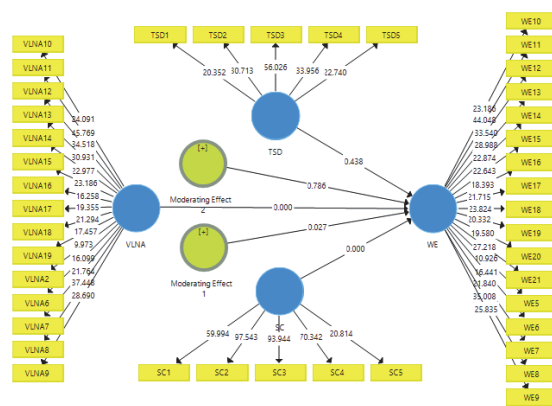 TSD1 TSD2 TSD3 TSD4 TSD5
20.352 30.713 56.026 33.956 22.740
TSD
VLNA10
VLNA11
VLNA12
VLNA13
VLNA14
VLNA15
VLNA16
VLNA17
VLNA18
VLNA19
VLNA2
VLNA6
VLNA7
VLNA8
VLNA9
45.769
34.518
30.931
22.977
23.186
16.258
19.355
21.294
17.457
9.973
16.099
21.764
37.448
28.690
VLNA
[+]
Moderating Effect
2
[+]
Moderating Effect
1
0.438
0.786
0.000
0.027
0.000
WE
23.186
44.048
33.540
28.988
22.874
22.643
18.393
21.715
23.824
20.332
19.580
27.218
10.926
16.441
21.840
35.008
25.835
WE10
WE11
WE12
WE13
WE14
WE15
WE16
WE17
WE18
WE19
WE20
WE21
WE5
WE6
WE7
WE8
WE9
SC
59.994 97.543 93.944 70.342 20.814
SC1 SC2 SC3 SC4 SC5